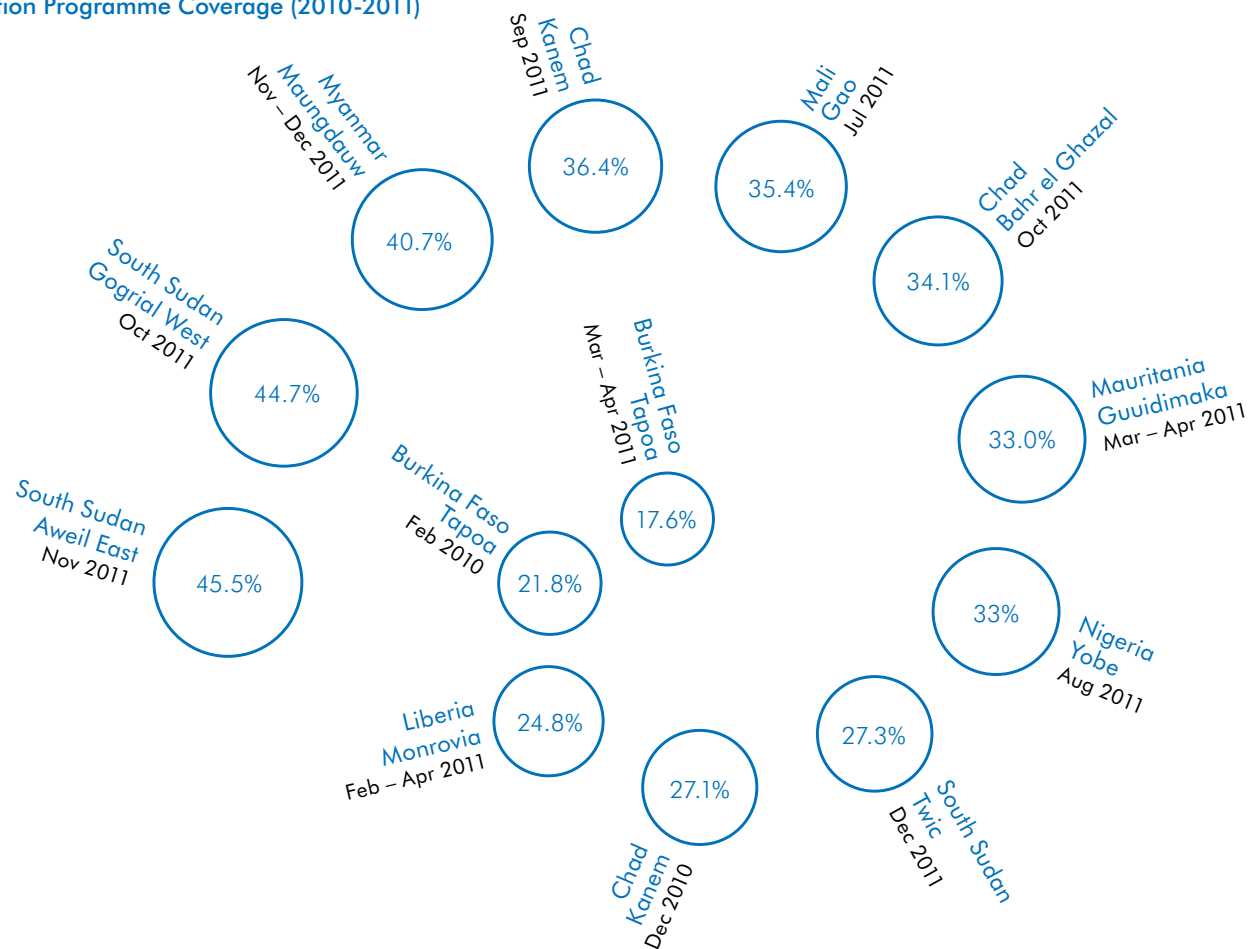 tion Programme Coverage (2010-2011)
Chad
Kanem
Sep 2011
36.4%
Mali
Gao
Jul 2011
35.4%
Chad
Bahr el Ghazal
Oct 2011
34.1%
Mauritania
Guuidimaka
Mar – Apr 2011
33.0%
Nigeria
Yobe
Aug 2011
33%
South Sudan
Twic
Dec 2011
27.3%
Chad
Kanem
Dec 2010
27.1%
Liberia
Monrovia
Feb – Apr 2011
24.8%
Burkina Faso
Tapoa
Feb 2010
21.8%
Burkina Faso
Tapoa
Mar – Apr 2011
17.6%
Myanmar
Maungdauw
Nov – Dec 2011
40.7%
South Sudan
Gogrial West
Oct 2011
44.7%
South Sudan
Aweil East
Nov 2011
45.5%